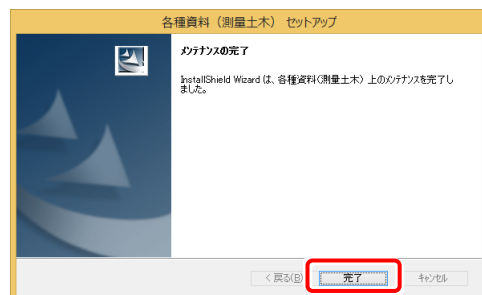 各種資料（測量土木） セットアップ
メンテナンスの完了
InstallShield Wizard は、各種資料（測量土木） 上のメンテナンスを完了し
ました。
< 戻る(B)
完了
キャンセル